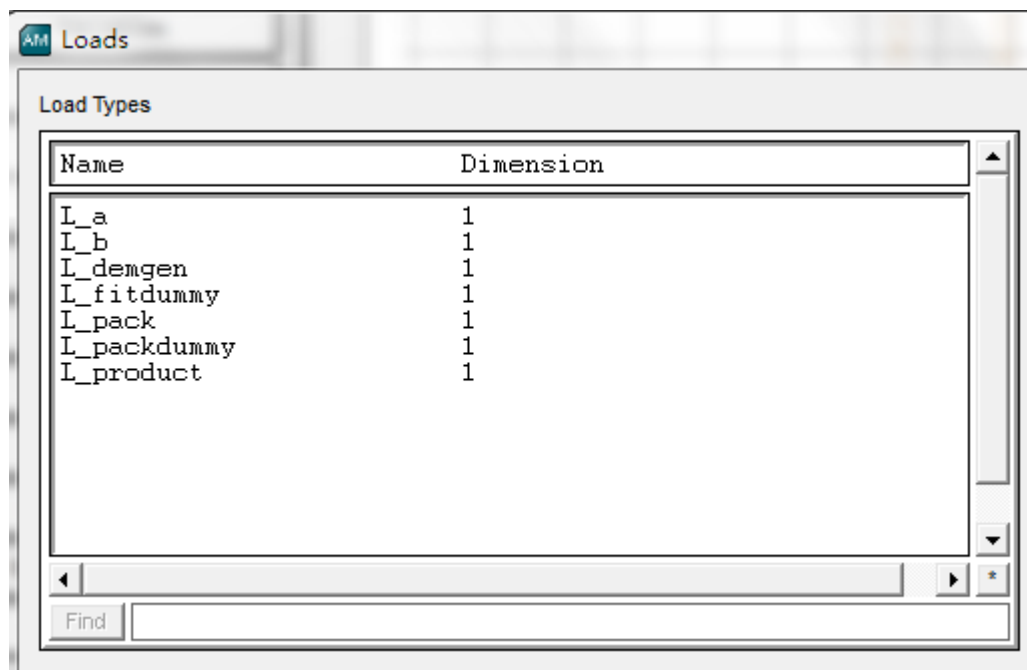 AM Loads
Load Types
Name Dimension
L_a 1
L_b 1
L_demgen 1
L_fitdummy 1
L_pack 1
L_packdummy 1
L_product 1
*
Find